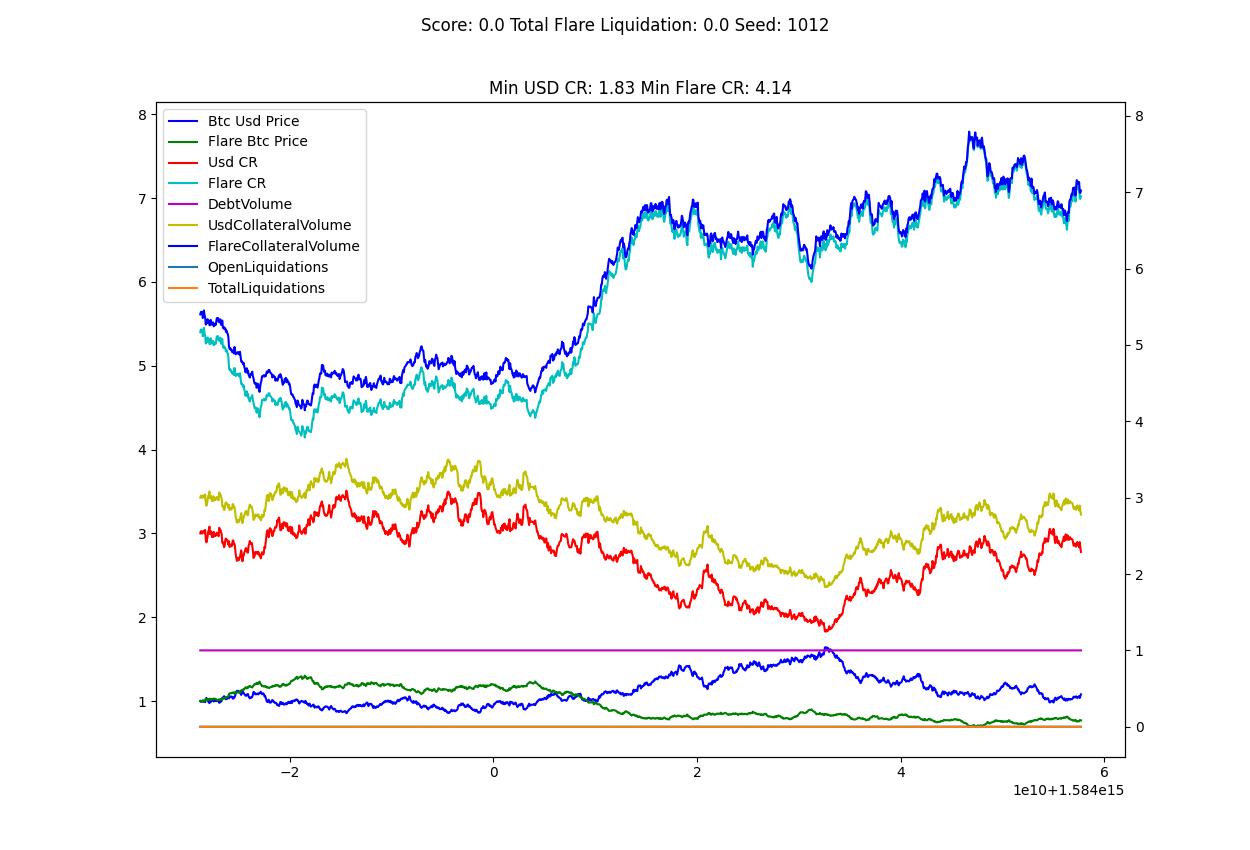 Score: 0.0 Total Flare Liquidation: 0.0 Seed: 1012
Min USD CR: 1.83 Min Flare CR: 4.14
Btc Usd Price
Flare Btc Price
Usd CR
Flare CR
DebtVolume
UsdCollateralVolume
FlareCollateralVolume
OpenLiquidations
TotalLiquidations
8
7
6
5
4
3
2
1
8
7
6
5
4
3
2
1
0
−2
0
2
4
6
1e10+1.584e15